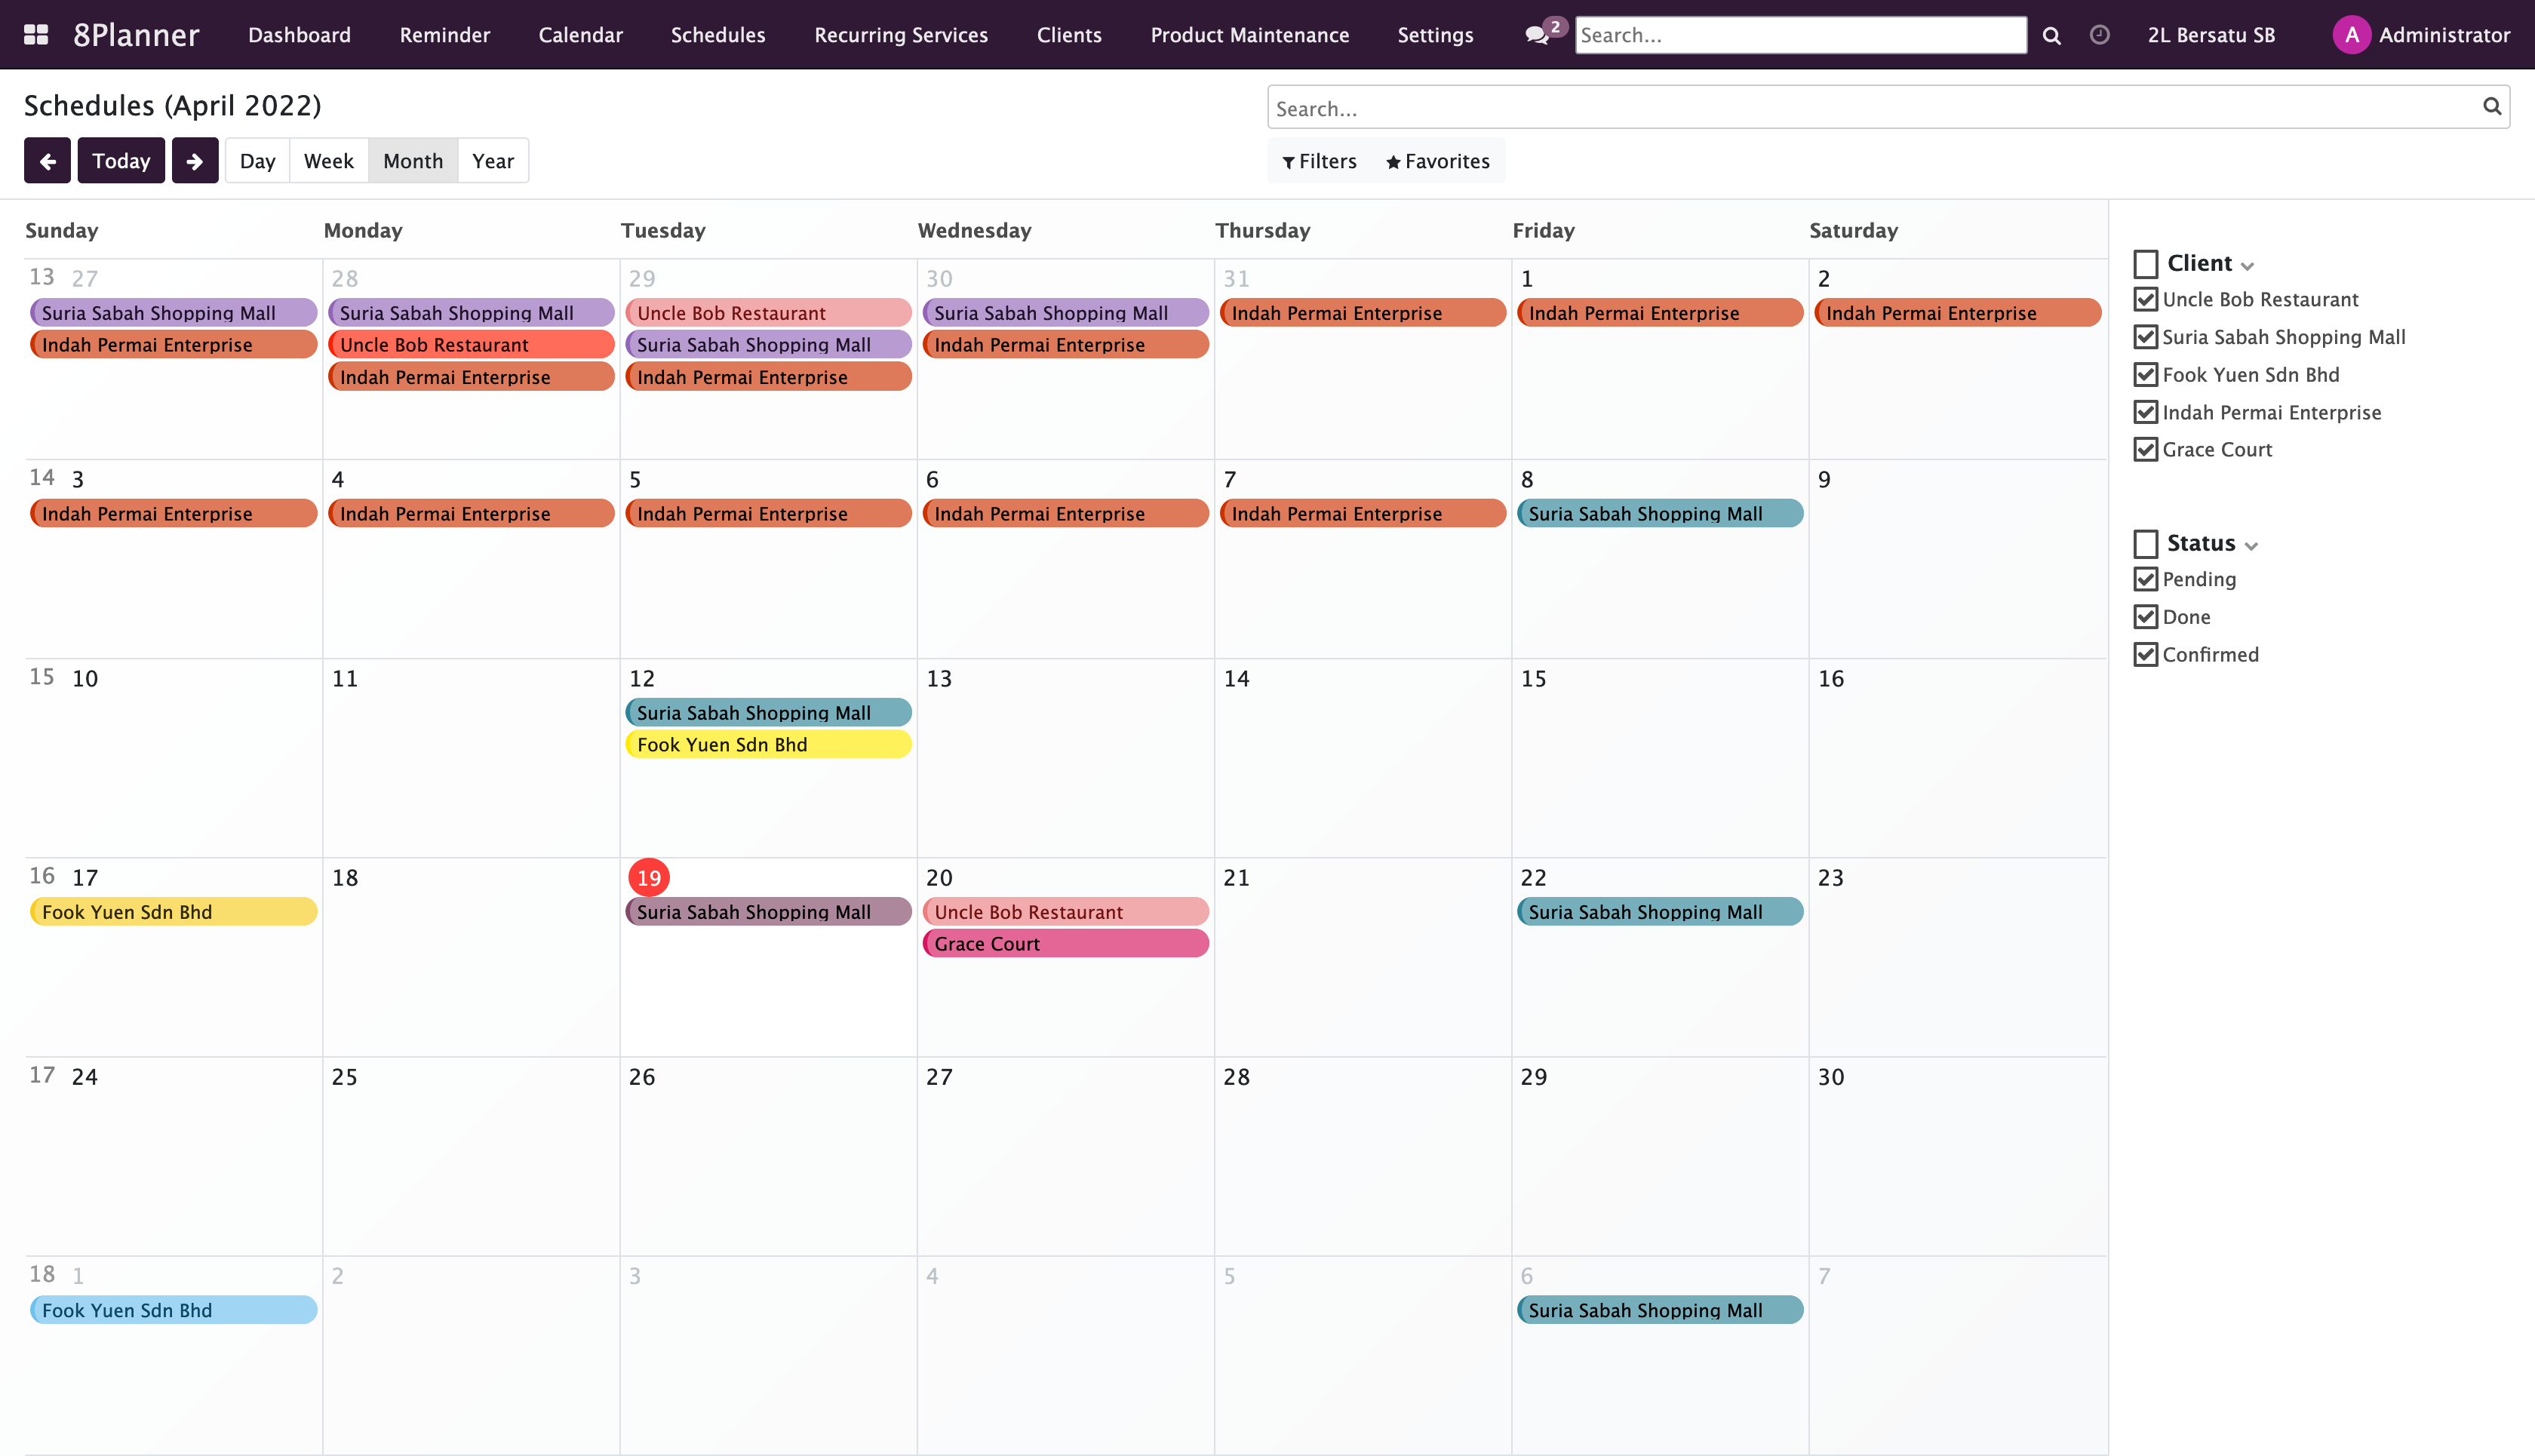 8Planner Dashboard Reminder Calendar Schedules Recurring Services Clients Product Maintenance Settings 2 Search... 2L Bersatu SB A Administrator
Schedules (April 2022)
Search...
Today Day Week Month Year
Filters Favorites
Sunday Monday Tuesday Wednesday Thursday Friday Saturday
13 27 28 29 30 31 1 2
Suria Sabah Shopping Mall Suria Sabah Shopping Mall Uncle Bob Restaurant Suria Sabah Shopping Mall Indah Permai Enterprise Indah Permai Enterprise Indah Permai Enterprise
Indah Permai Enterprise Uncle Bob Restaurant Suria Sabah Shopping Mall Indah Permai Enterprise
Indah Permai Enterprise Indah Permai Enterprise
14 3 4 5 6 7 8 9
Indah Permai Enterprise Indah Permai Enterprise Indah Permai Enterprise Indah Permai Enterprise Indah Permai Enterprise Suria Sabah Shopping Mall
15 10 11 12 13 14 15 16
Suria Sabah Shopping Mall
Fook Yuen Sdn Bhd
16 17 18 19 20 21 22 23
Fook Yuen Sdn Bhd Suria Sabah Shopping Mall Uncle Bob Restaurant Suria Sabah Shopping Mall
Grace Court
17 24 25 26 27 28 29 30
18 1 2 3 4 5 6 7
Fook Yuen Sdn Bhd Suria Sabah Shopping Mall
Client
Uncle Bob Restaurant
Suria Sabah Shopping Mall
Fook Yuen Sdn Bhd
Indah Permai Enterprise
Grace Court
Status
Pending
Done
Confirmed